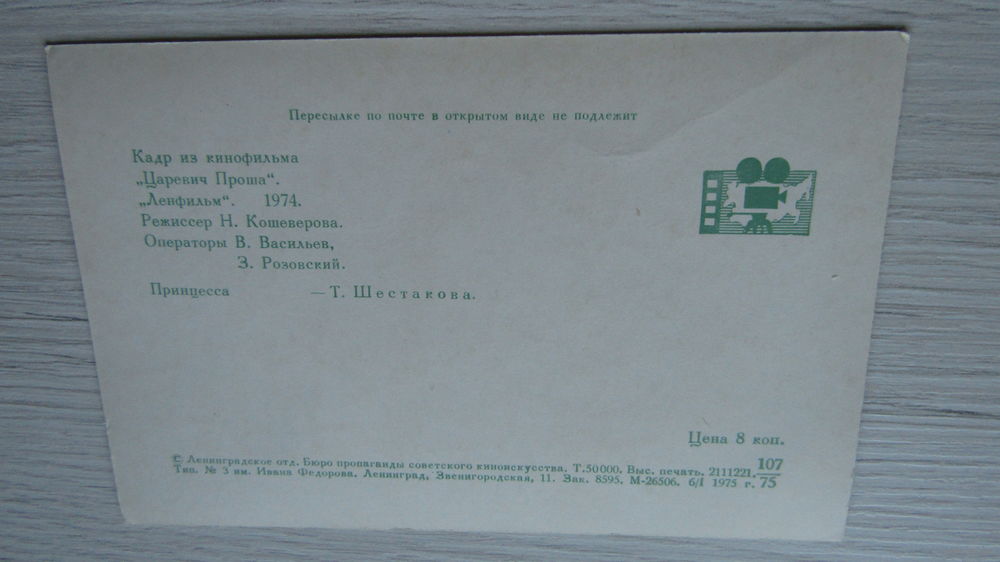 Пересылке по почте в открытом виде не подлежит
Кадр из кинофильма
„Царевич Проша“.
„Ленфильм“. 1974.
Режиссер Н. Кошеверова.
Операторы В. Васильев,
З. Розовский.
Принцесса — Т. Шестакова.
Цена 8 коп.
© Ленинградское отд. Бюро пропаганды советского киноискусства. Т.50000. Выс. печать. 2111221. 107
Тип. № 3 им. Ивана Федорова. Ленинград, Звенигородская, 11. Зак. 8595. М-26506. 6/I 1975 г. 75